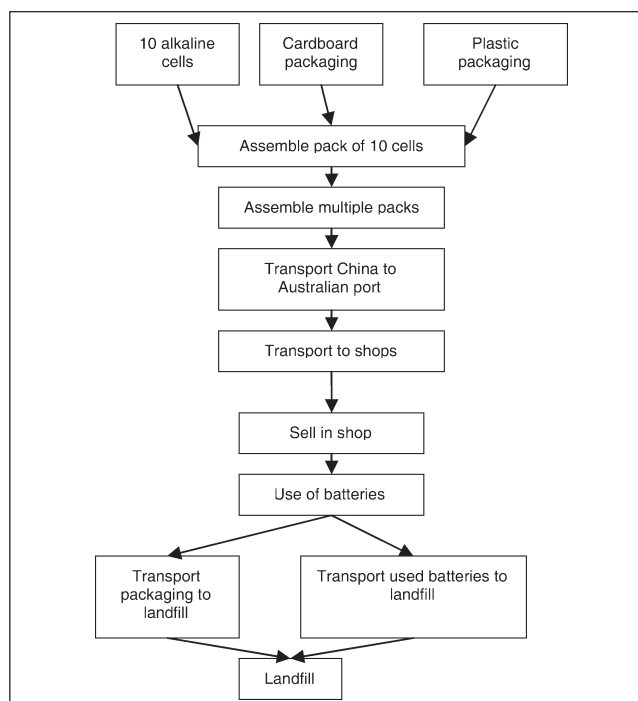 10 alkaline
cells
Cardboard
packaging
Plastic
packaging
Assemble pack of 10 cells
Assemble multiple packs
Transport China to
Australian port
Transport to shops
Sell in shop
Use of batteries
Transport
packaging to
landfill
Transport used batteries to
landfill
Landfill